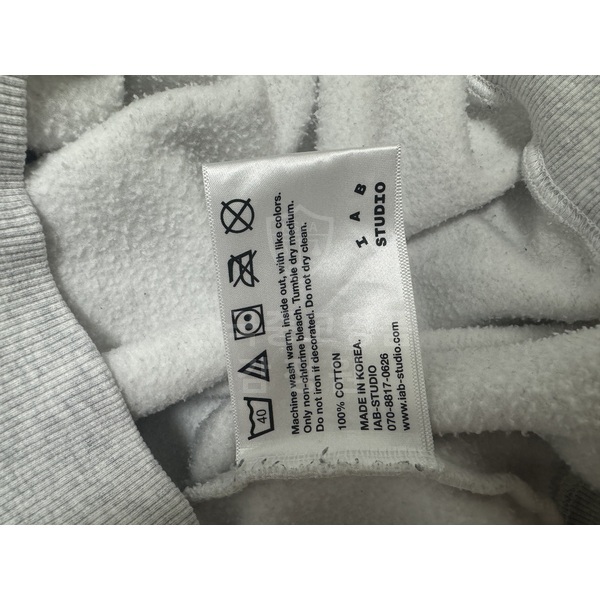 I A B
STUDIO
40
Machine wash warm, inside out, with like colors.
Only non-chlorine bleach. Tumble dry medium.
Do not iron if decorated. Do not dry clean.
100% COTTON
MADE IN KOREA.
IAB-STUDIO
070-8817-0626
www.iab-studio.com